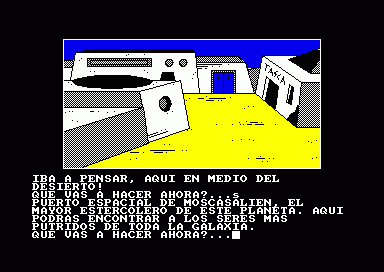 TASCA
IBA A PENSAR, AQUI EN MEDIO DEL
DESIERTO!
QUE VAS A HACER AHORA?...s
PUERTO ESPACIAL DE MOSCASALIEN, EL
MAYOR ESTERCOLERO DE ESTE PLANETA. AQUI
PODRAS ENCONTRAR A LOS SERES MAS
PUTRIDOS DE TODA LA GALAXIA.
QUE VAS A HACER AHORA?...